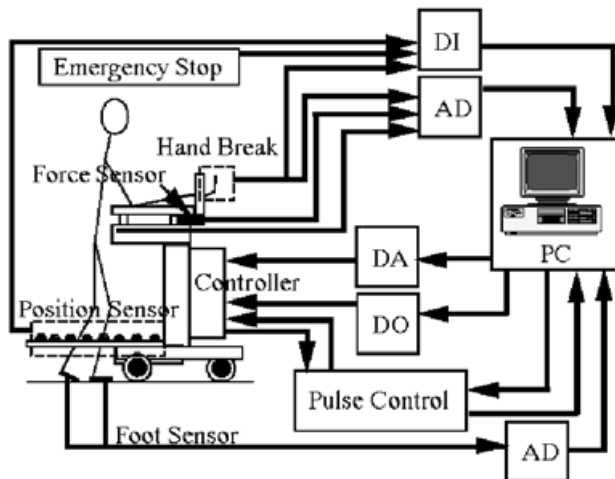 DI
Emergency Stop
AD
Hand Break
Force Sensor
PC
DA
Controller
Position Sensor
DO
Pulse Control
Foot Sensor
AD